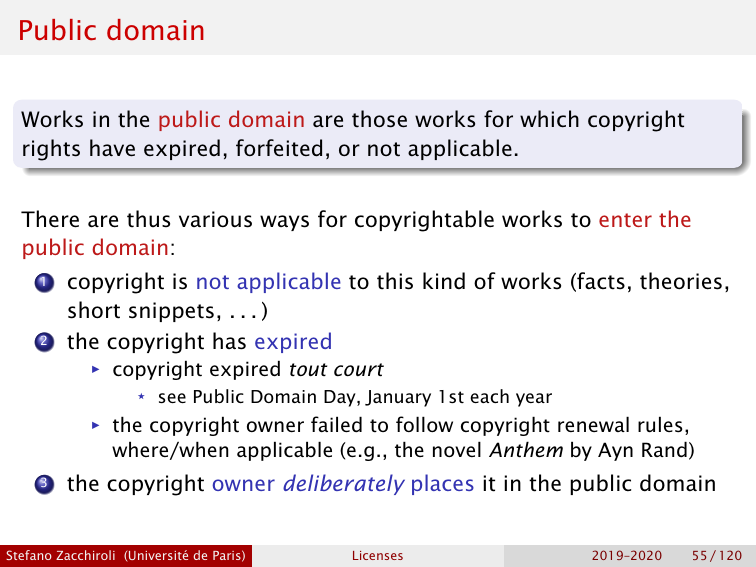 Public domain
Works in the public domain are those works for which copyright
rights have expired, forfeited, or not applicable.
There are thus various ways for copyrightable works to enter the
public domain:
1 copyright is not applicable to this kind of works (facts, theories,
short snippets, . . . )
2 the copyright has expired
▶ copyright expired tout court
⋆ see Public Domain Day, January 1st each year
▶ the copyright owner failed to follow copyright renewal rules,
where/when applicable (e.g., the novel Anthem by Ayn Rand)
3 the copyright owner deliberately places it in the public domain
Stefano Zacchiroli (Université de Paris) Licenses 2019–2020 55 / 120